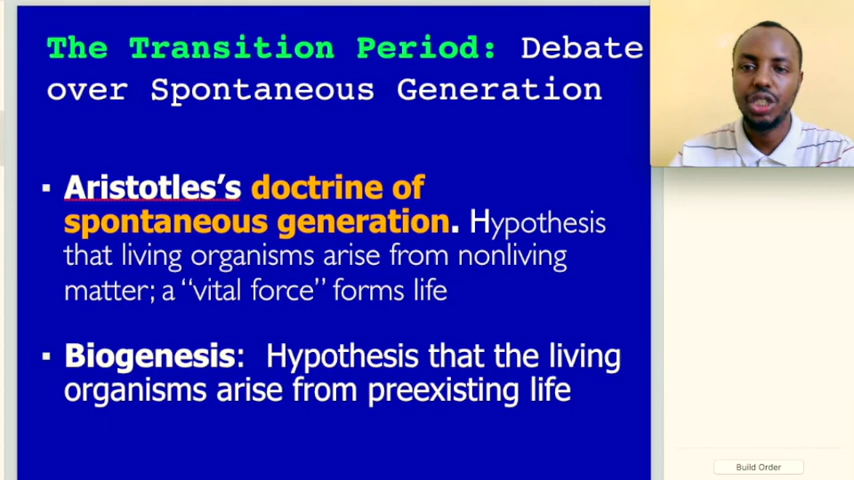 The Transition Period: Debate
over Spontaneous Generation
▪ Aristotles's doctrine of
spontaneous generation. Hypothesis
that living organisms arise from nonliving
matter; a “vital force” forms life
▪ Biogenesis: Hypothesis that the living
organisms arise from preexisting life
Build Order